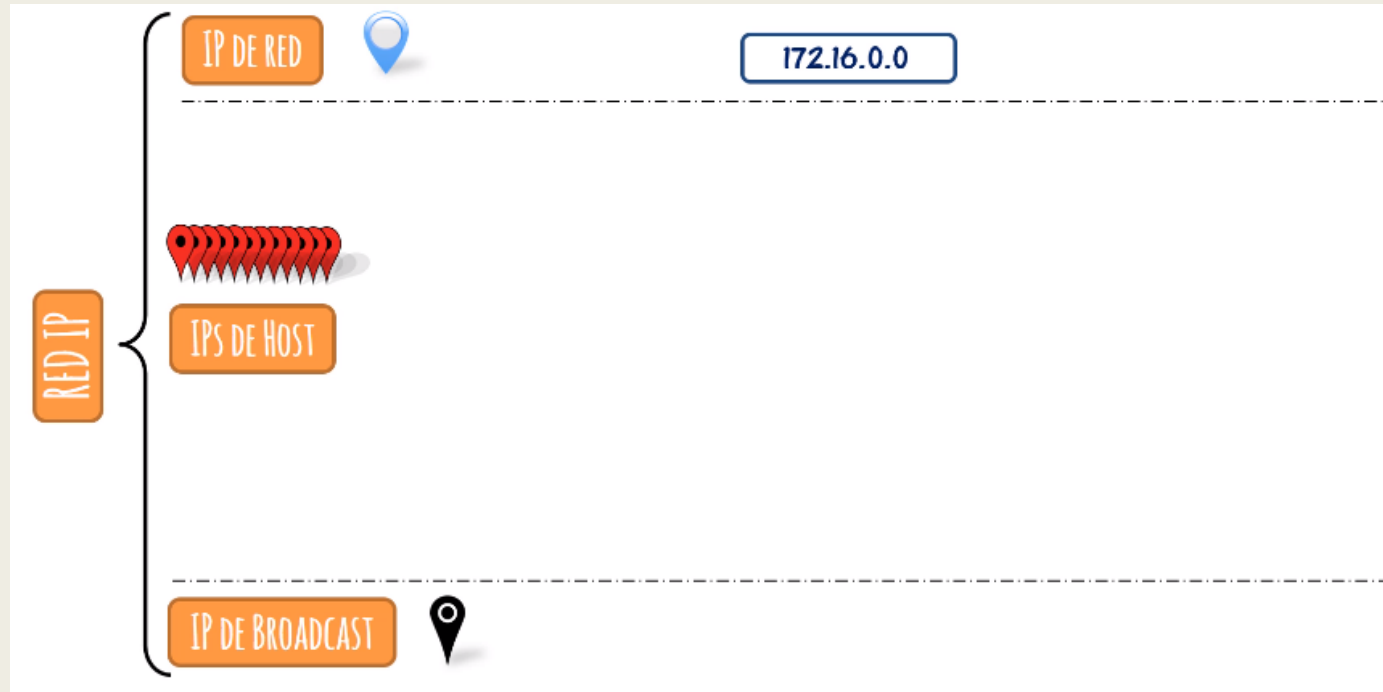 IP DE RED
172.16.0.0
RED IP
IPS DE HOST
IP DE BROADCAST